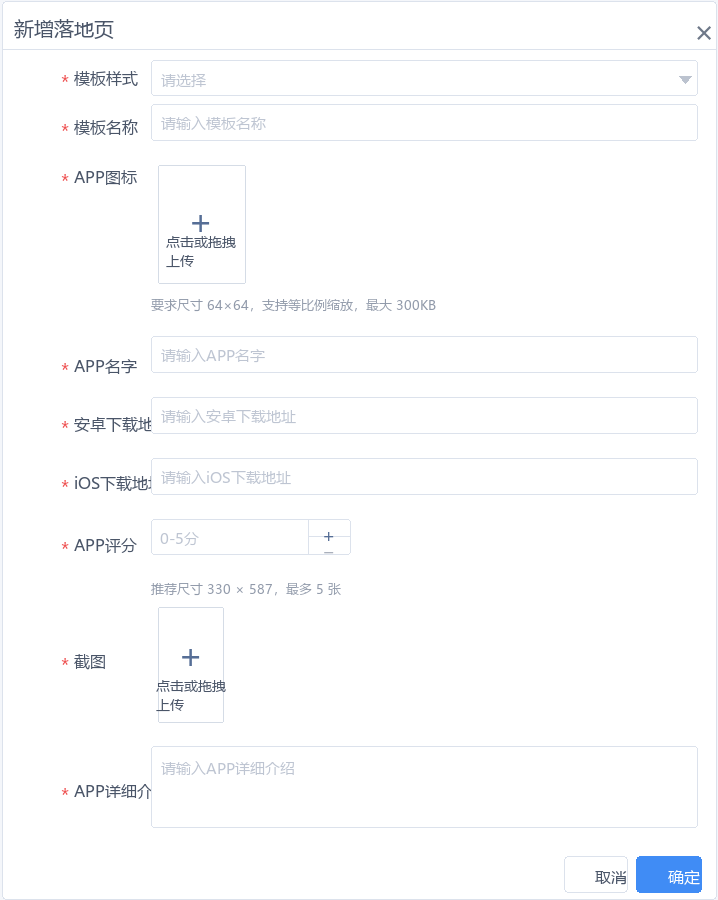 新增落地页
* 模板样式 请选择
* 模板名称 请输入模板名称
* APP图标
点击或拖拽
上传
要求尺寸 64×64，支持等比例缩放，最大 300KB
* APP名字 请输入APP名字
* 安卓下载地 请输入安卓下载地址
* iOS下载地 请输入iOS下载地址
* APP评分 0-5分
推荐尺寸 330 × 587，最多 5 张
* 截图
点击或拖拽
上传
* APP详细介 请输入APP详细介绍
取消 确定